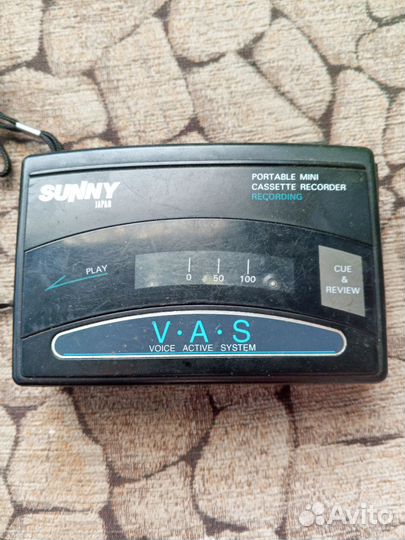 SUNNY
JAPAN
PORTABLE MINI
CASSETTE RECORDER
RECORDING
PLAY
0 50 100
CUE
&
REVIEW
V·A·S
VOICE ACTIVE SYSTEM
Avito